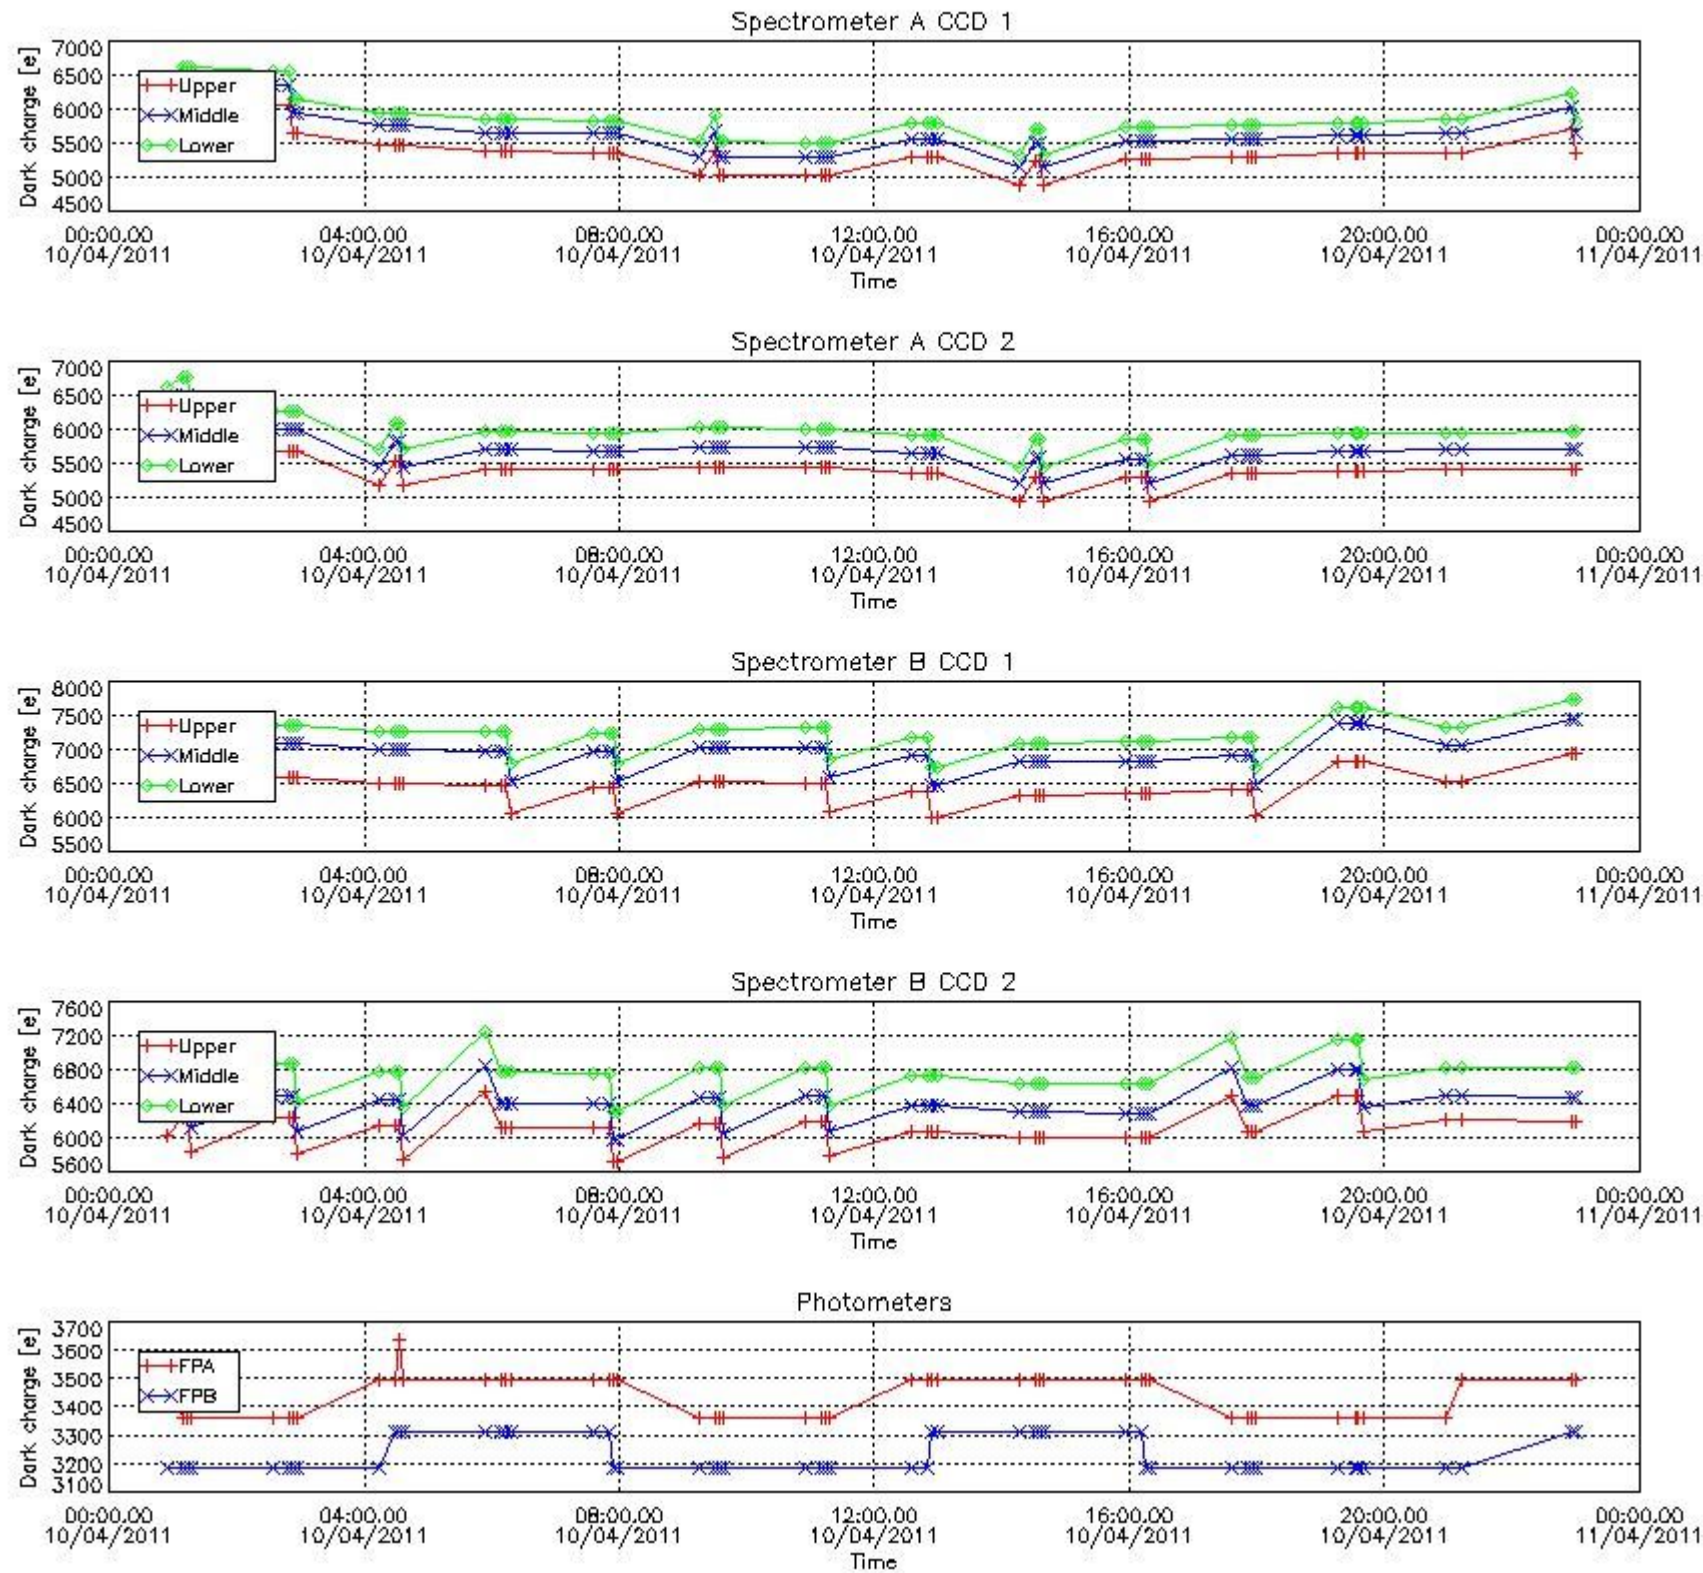 Spectrometer A CCD 1
Dark charge [e]
7000
6500
6000
5500
5000
4500
Upper
Middle
Lower
00:00.00 04:00.00 08:00.00 12:00.00 16:00.00 20:00.00 00:00.00
10/04/2011 10/04/2011 10/04/2011 10/04/2011 10/04/2011 10/04/2011 11/04/2011
Time
Spectrometer A CCD 2
Dark charge [e]
7000
6500
6000
5500
5000
4500
Upper
Middle
Lower
00:00.00 04:00.00 08:00.00 12:00.00 16:00.00 20:00.00 00:00.00
10/04/2011 10/04/2011 10/04/2011 10/04/2011 10/04/2011 10/04/2011 11/04/2011
Time
Spectrometer B CCD 1
Dark charge [e]
8000
7500
7000
6500
6000
5500
Upper
Middle
Lower
00:00.00 04:00.00 08:00.00 12:00.00 16:00.00 20:00.00 00:00.00
10/04/2011 10/04/2011 10/04/2011 10/04/2011 10/04/2011 10/04/2011 11/04/2011
Time
Spectrometer B CCD 2
Dark charge [e]
7600
7200
6800
6400
6000
5600
Upper
Middle
Lower
00:00.00 04:00.00 08:00.00 12:00.00 16:00.00 20:00.00 00:00.00
10/04/2011 10/04/2011 10/04/2011 10/04/2011 10/04/2011 10/04/2011 11/04/2011
Time
Photometers
Dark charge [e]
3700
3600
3500
3400
3300
3200
3100
FPA
FPB
00:00.00 04:00.00 08:00.00 12:00.00 16:00.00 20:00.00 00:00.00
10/04/2011 10/04/2011 10/04/2011 10/04/2011 10/04/2011 10/04/2011 11/04/2011
Time